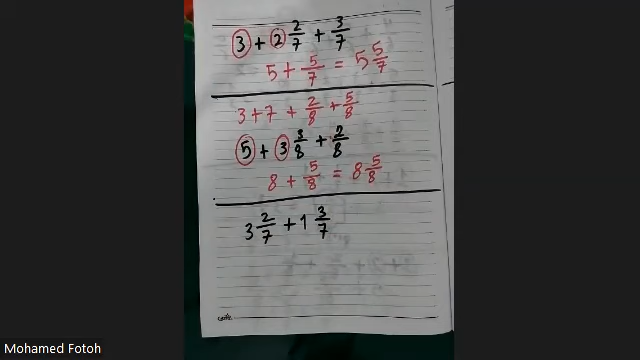 3 + 2 2/7 + 3/7
5 + 5/7 = 5 5/7
3 + 7 + 2/8 + 5/8
5 + 3 3/8 + 2/8
8 + 5/8 = 8 5/8
3 2/7 + 1 3/7
Mohamed Fotoh